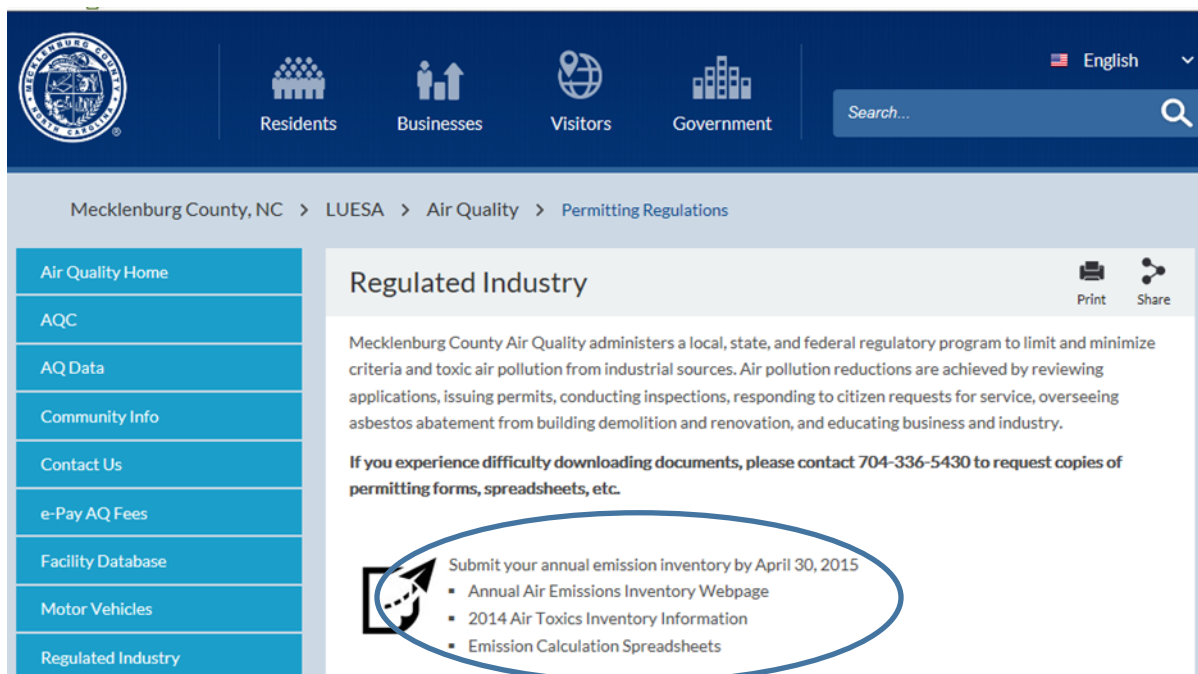 MECKLENBURG COUNTY
NORTH CAROLINA
®
Residents
Businesses
Visitors
Government
English
Search...
Mecklenburg County, NC > LUESA > Air Quality > Permitting Regulations
Air Quality Home
AQC
AQ Data
Community Info
Contact Us
e-Pay AQ Fees
Facility Database
Motor Vehicles
Regulated Industry
Regulated Industry
Print
Share
Mecklenburg County Air Quality administers a local, state, and federal regulatory program to limit and minimize
criteria and toxic air pollution from industrial sources. Air pollution reductions are achieved by reviewing
applications, issuing permits, conducting inspections, responding to citizen requests for service, overseeing
asbestos abatement from building demolition and renovation, and educating business and industry.
If you experience difficulty downloading documents, please contact 704-336-5430 to request copies of
permitting forms, spreadsheets, etc.
Submit your annual emission inventory by April 30, 2015
▪ Annual Air Emissions Inventory Webpage
▪ 2014 Air Toxics Inventory Information
▪ Emission Calculation Spreadsheets